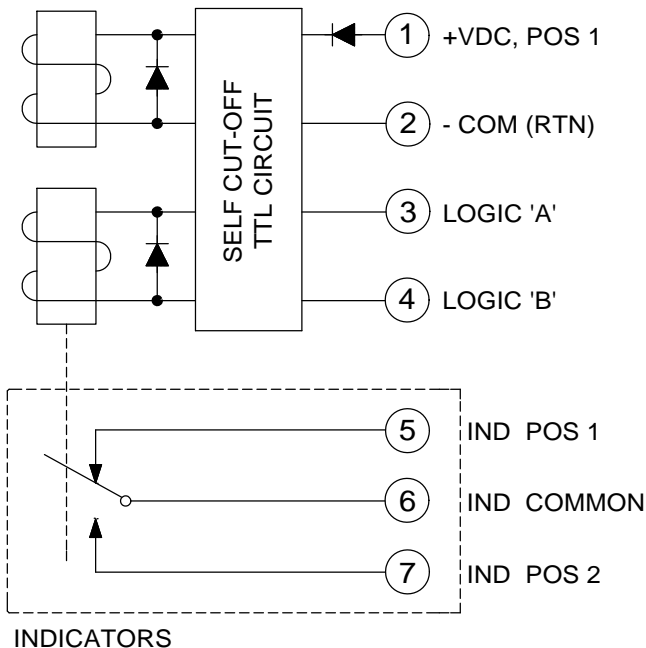 1 +VDC, POS 1
2 - COM (RTN)
SELF CUT-OFF
TTL CIRCUIT
3 LOGIC 'A'
4 LOGIC 'B'
5 IND POS 1
6 IND COMMON
7 IND POS 2
INDICATORS